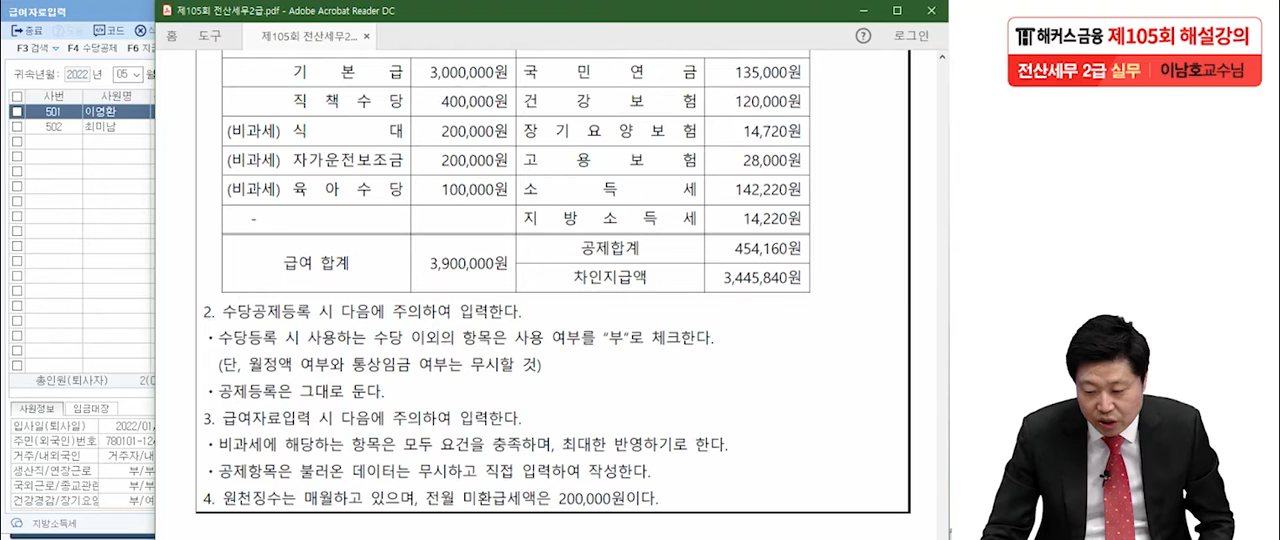 급여자료입력
종료
코드
F3 검색
F4 수당공제
F6 지급
귀속년월: 2022 년 05 월
사번 사원명
501 이영환
502 최미남
총인원(퇴사자) 2(0
사원정보 임금대장
입사일(퇴사일) 2022/01/
주민(외국인)번호 780101-124
거주/내외국인 거주자/내
생산직/연장근로 부/부
국외근로/종교관련 부/부
건강경감/장기요양 부/여
지방소득세
제105회 전산세무2급.pdf - Adobe Acrobat Reader DC
홈 도구 제105회 전산세무2... × 로그인
기 본 급 3,000,000원 국 민 연 금 135,000원
직 책 수 당 400,000원 건 강 보 험 120,000원
(비과세) 식 대 200,000원 장 기 요 양 보 험 14,720원
(비과세) 자가운전보조금 200,000원 고 용 보 험 28,000원
(비과세) 육 아 수 당 100,000원 소 득 세 142,220원
- 지 방 소 득 세 14,220원
급여 합계 3,900,000원 공제합계 454,160원
차인지급액 3,445,840원
2. 수당공제등록 시 다음에 주의하여 입력한다.
・수당등록 시 사용하는 수당 이외의 항목은 사용 여부를 “부”로 체크한다.
(단, 월정액 여부와 통상임금 여부는 무시할 것)
・공제등록은 그대로 둔다.
3. 급여자료입력 시 다음에 주의하여 입력한다.
・비과세에 해당하는 항목은 모두 요건을 충족하며, 최대한 반영하기로 한다.
・공제항목은 불러온 데이터는 무시하고 직접 입력하여 작성한다.
4. 원천징수는 매월하고 있으며, 전월 미환급세액은 200,000원이다.
해커스금융 제105회 해설강의
전산세무 2급 실무 | 이남호교수님